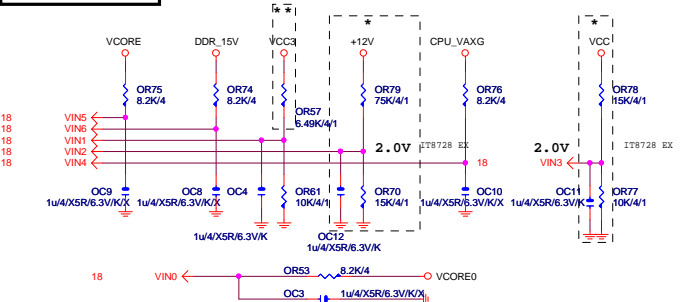 * *
*
*
VCORE DDR_15V VCC3 +12V CPU_VAXG VCC
OR75
8.2K/4
OR74
8.2K/4
OR57
6.49K/4/1
OR79
75K/4/1
OR76
8.2K/4
OR78
15K/4/1
18 VIN5
18 VIN6
18 VIN1
18 VIN2
18 VIN4
2.0V IT8728 EX
18
2.0V IT8728 EX
VIN3
OC9
1u/4/X5R/6.3V/K/X
OC8
1u/4/X5R/6.3V/K/X
OC4
1u/4/X5R/6.3V/K
OR61
10K/4/1
OC12
1u/4/X5R/6.3V/K
OR70
15K/4/1
OC10
1u/4/X5R/6.3V/K/X
OC11
1u/4/X5R/6.3V/K
OR77
10K/4/1
18 VIN0 OR53 8.2K/4 VCORE0
OC3 1u/4/X5R/6.3V/K/X